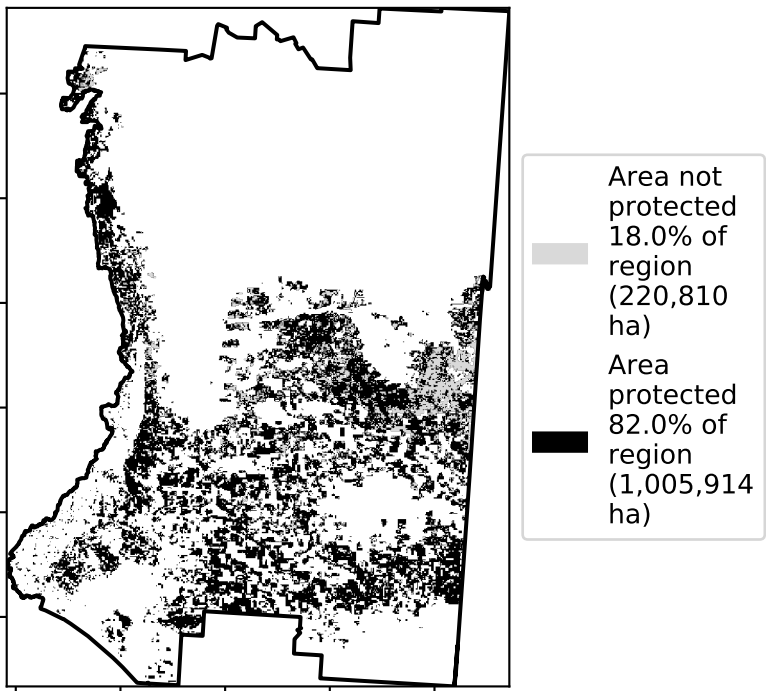 Area not
protected
18.0% of
region
(220,810
ha)
Area
protected
82.0% of
region
(1,005,914
ha)